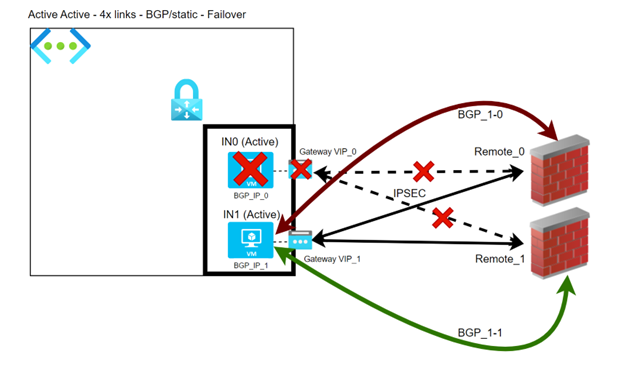 Active Active - 4x links - BGP/static - Failover
BGP_1-0
IN0 (Active)
Gateway VIP_0
Remote_0
VM
BGP_IP_0
IPSEC
IN1 (Active)
VM
BGP_IP_1
Gateway VIP_1
Remote_1
BGP_1-1